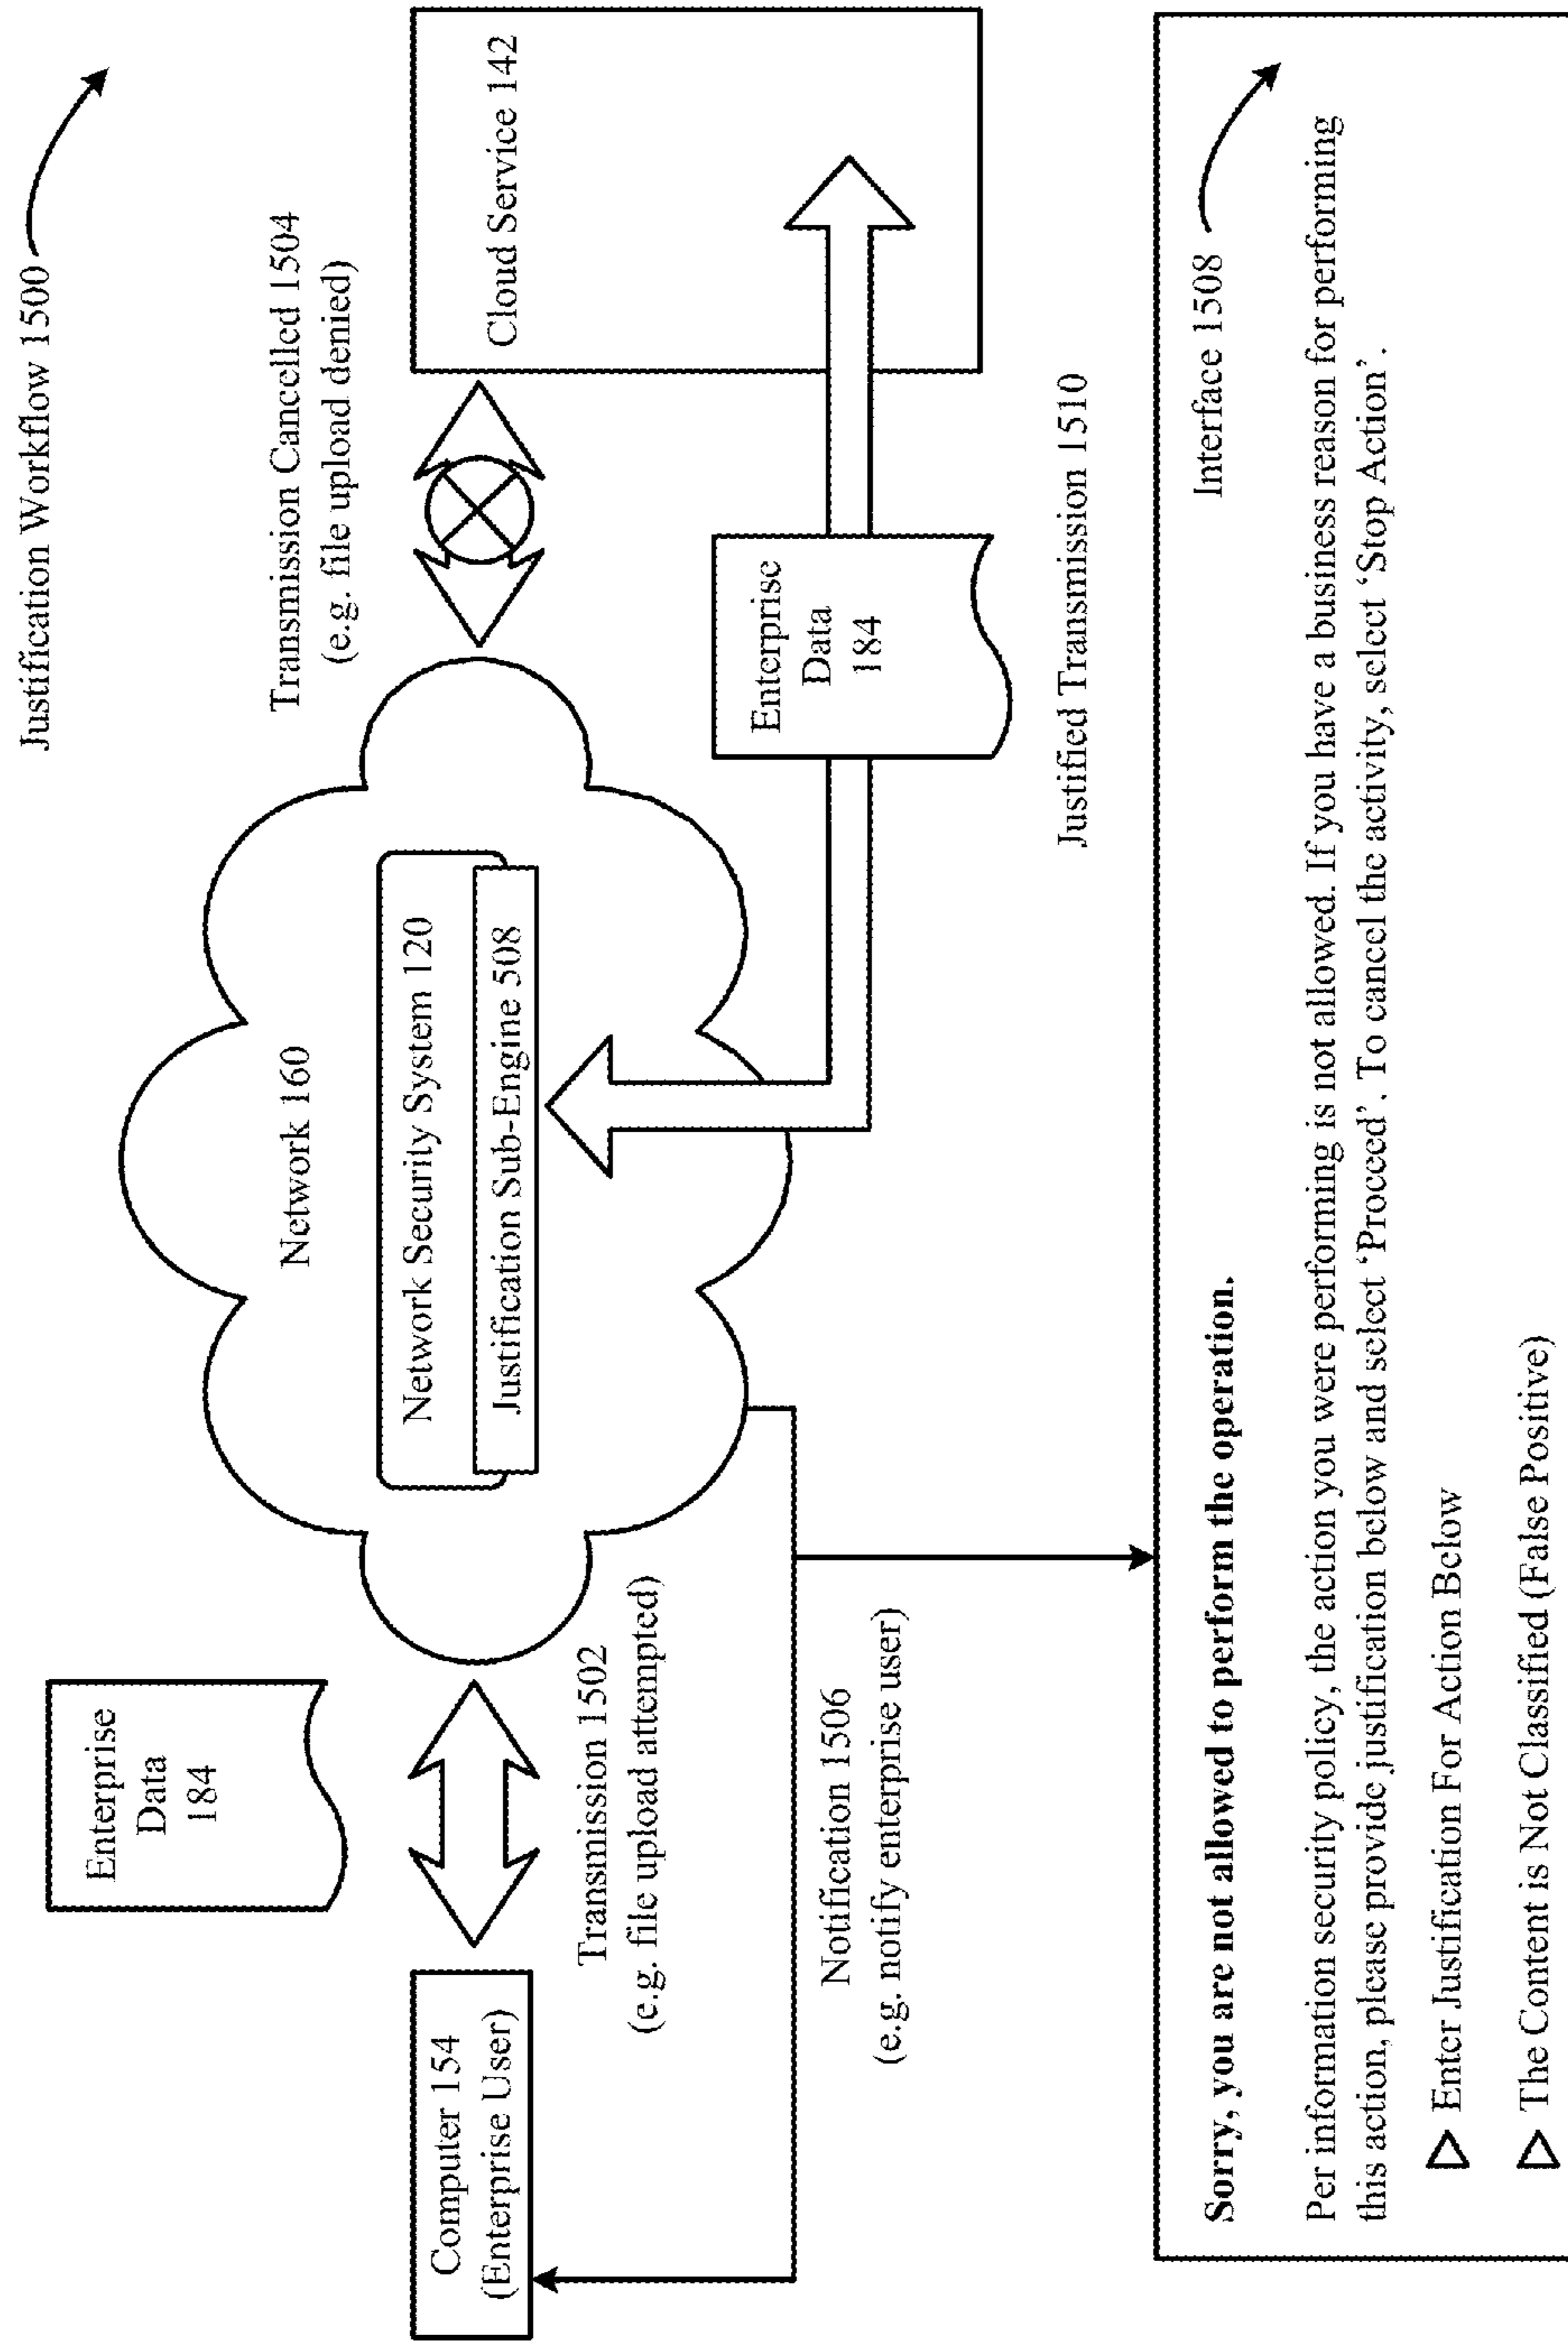 Justification Workflow 1500
Enterprise
Data
184
Network 160
Transmission Cancelled 1504
(e.g. file upload denied)
Computer 154
(Enterprise User)
Network Security System 120
Justification Sub-Engine 508
Cloud Service 142
Transmission 1502
(e.g. file upload attempted)
Enterprise
Data
184
Notification 1506
(e.g. notify enterprise user)
Justified Transmission 1510
Interface 1508
Sorry, you are not allowed to perform the operation.
Per information security policy, the action you were performing is not allowed. If you have a business reason for performing
this action, please provide justification below and select ‘Proceed’. To cancel the activity, select ‘Stop Action’.
Enter Justification For Action Below
The Content is Not Classified (False Positive)